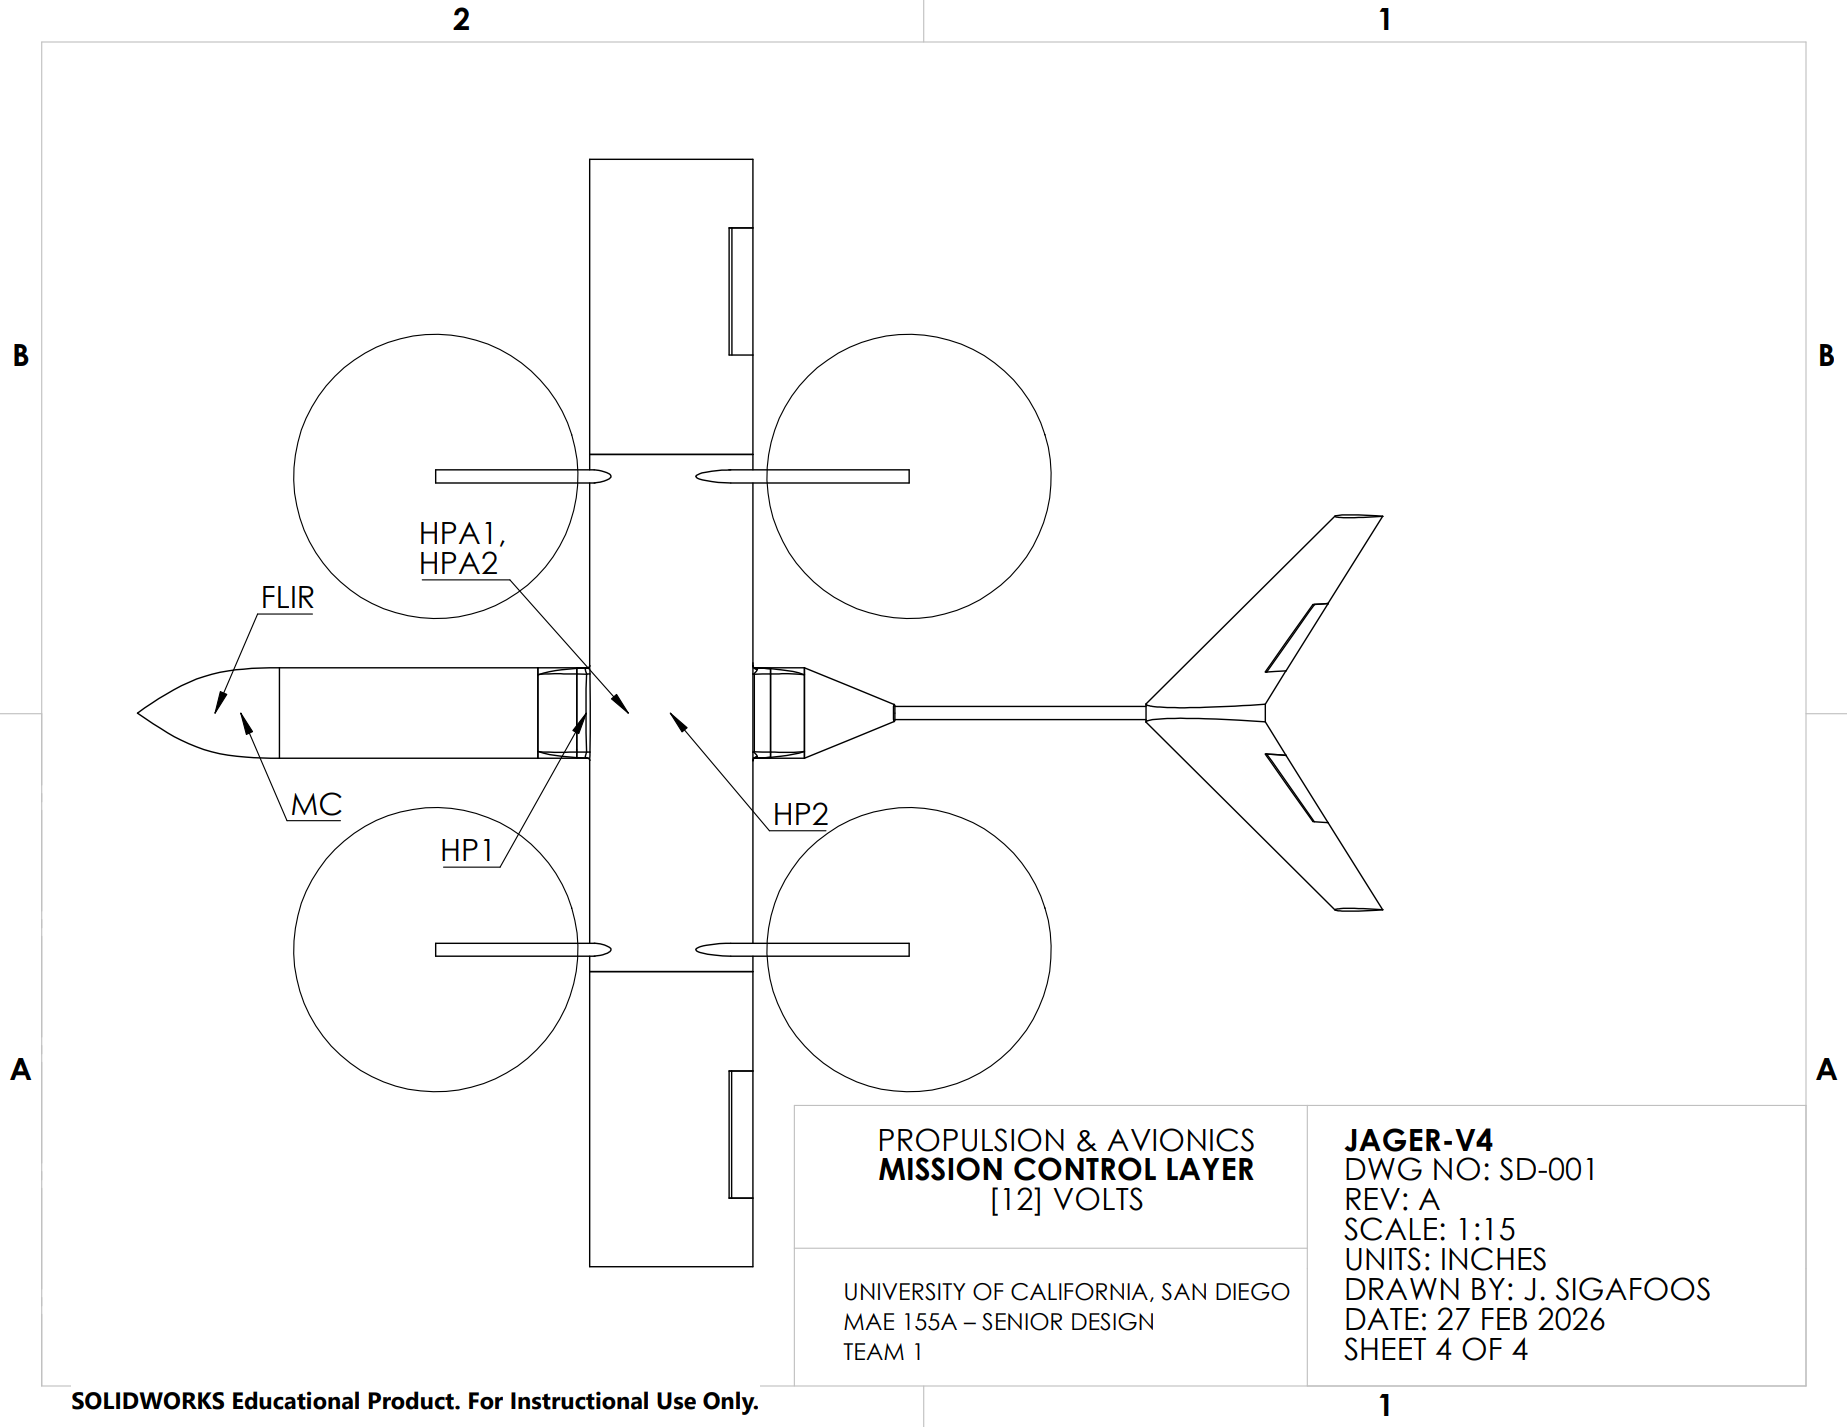 2
1
B
B
HPA1,
HPA2
FLIR
MC
HP2
HP1
A
A
PROPULSION & AVIONICS
MISSION CONTROL LAYER
[12] VOLTS
JAGER-V4
DWG NO: SD-001
REV: A
SCALE: 1:15
UNITS: INCHES
DRAWN BY: J. SIGAFOOS
DATE: 27 FEB 2026
SHEET 4 OF 4
UNIVERSITY OF CALIFORNIA, SAN DIEGO
MAE 155A – SENIOR DESIGN
TEAM 1
SOLIDWORKS Educational Product. For Instructional Use Only.
1